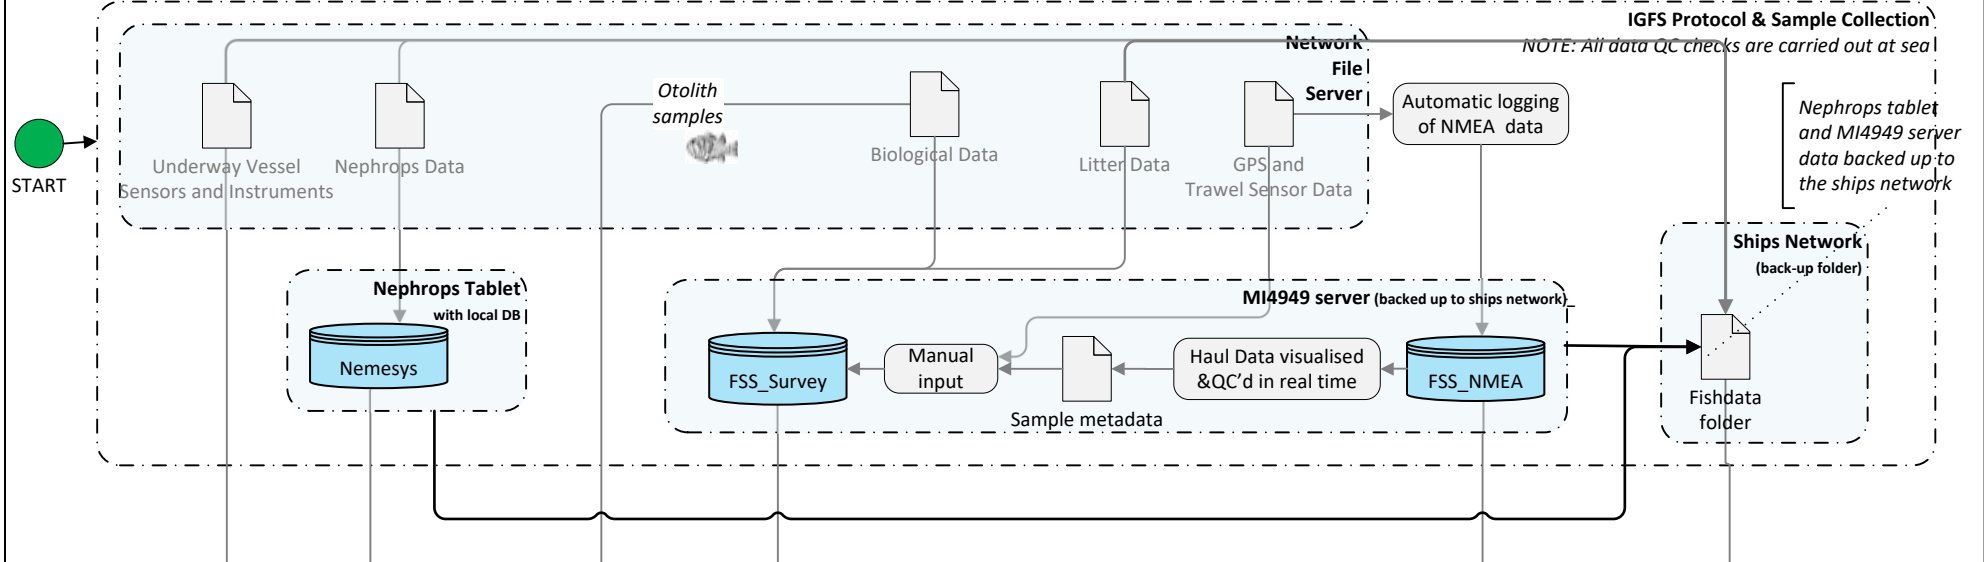 IGFS Protocol & Sample Collection
NOTE: All data QC checks are carried out at sea
Network
File
Server
START
Underway Vessel
Sensors and Instruments
Nephrops Data
Otolith
samples
Biological Data
Litter Data
GPS and
Trawel Sensor Data
Automatic logging
of NMEA data
Nephrops tablet
and MI4949 server
data backed up to
the ships network
Nephrops Tablet
with local DB
Nemesys
MI4949 server (backed up to ships network)_
FSS_Survey
Manual
input
Sample metadata
Haul Data visualised
&QC'd in real time
FSS_NMEA
Ships Network
(back-up folder)
Fishdata
folder